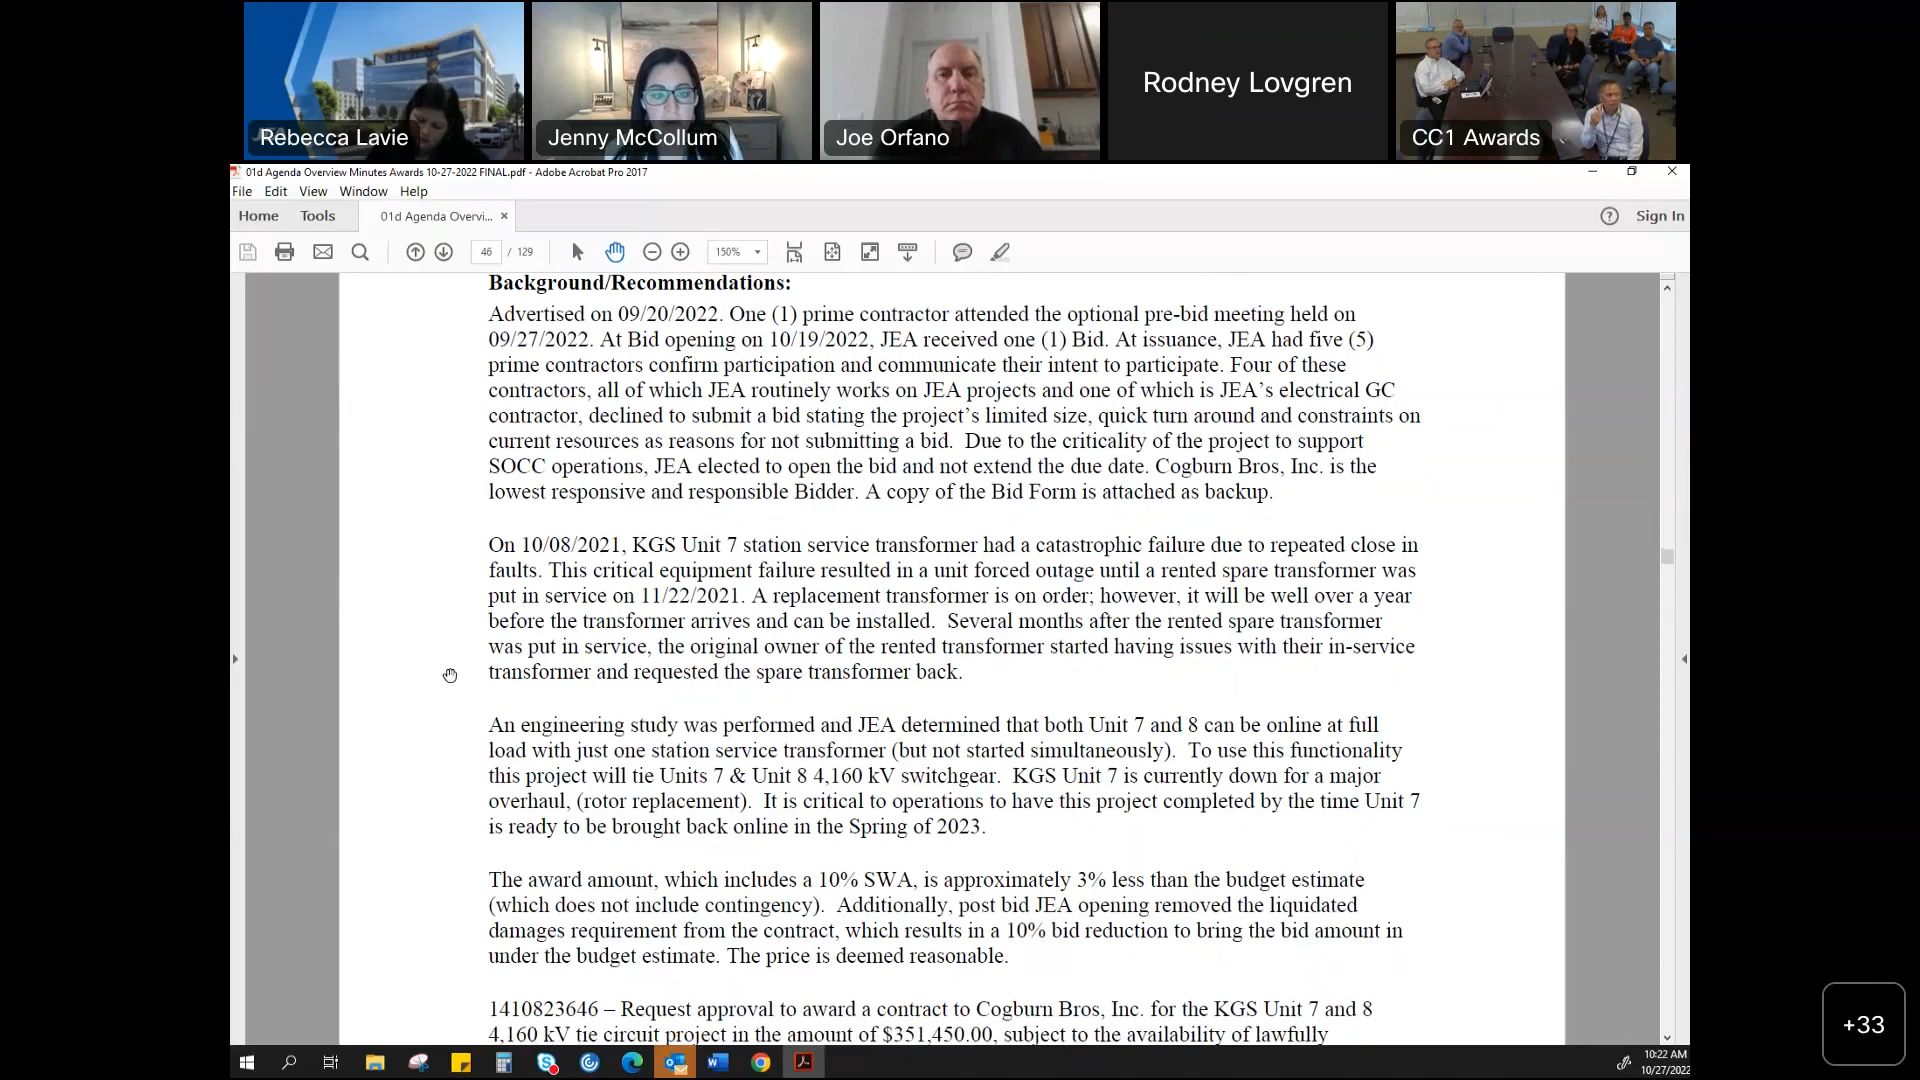 Rebecca Lavie
Jenny McCollum
Joe Orfano
Rodney Lovgren
CC1 Awards
01d Agenda Overview Minutes Awards 10-27-2022 FINAL.pdf - Adobe Acrobat Pro 2017
File Edit View Window Help
Home Tools 01d Agenda Overvi... × Sign In
46 / 129 150%
Background/Recommendations:
Advertised on 09/20/2022. One (1) prime contractor attended the optional pre-bid meeting held on
09/27/2022. At Bid opening on 10/19/2022, JEA received one (1) Bid. At issuance, JEA had five (5)
prime contractors confirm participation and communicate their intent to participate. Four of these
contractors, all of which JEA routinely works on JEA projects and one of which is JEA's electrical GC
contractor, declined to submit a bid stating the project's limited size, quick turn around and constraints on
current resources as reasons for not submitting a bid. Due to the criticality of the project to support
SOCC operations, JEA elected to open the bid and not extend the due date. Cogburn Bros, Inc. is the
lowest responsive and responsible Bidder. A copy of the Bid Form is attached as backup.
On 10/08/2021, KGS Unit 7 station service transformer had a catastrophic failure due to repeated close in
faults. This critical equipment failure resulted in a unit forced outage until a rented spare transformer was
put in service on 11/22/2021. A replacement transformer is on order; however, it will be well over a year
before the transformer arrives and can be installed. Several months after the rented spare transformer
was put in service, the original owner of the rented transformer started having issues with their in-service
transformer and requested the spare transformer back.
An engineering study was performed and JEA determined that both Unit 7 and 8 can be online at full
load with just one station service transformer (but not started simultaneously). To use this functionality
this project will tie Units 7 & Unit 8 4,160 kV switchgear. KGS Unit 7 is currently down for a major
overhaul, (rotor replacement). It is critical to operations to have this project completed by the time Unit 7
is ready to be brought back online in the Spring of 2023.
The award amount, which includes a 10% SWA, is approximately 3% less than the budget estimate
(which does not include contingency). Additionally, post bid JEA opening removed the liquidated
damages requirement from the contract, which results in a 10% bid reduction to bring the bid amount in
under the budget estimate. The price is deemed reasonable.
1410823646 – Request approval to award a contract to Cogburn Bros, Inc. for the KGS Unit 7 and 8
4,160 kV tie circuit project in the amount of $351,450.00, subject to the availability of lawfully
+33
10:22 AM
10/27/2022